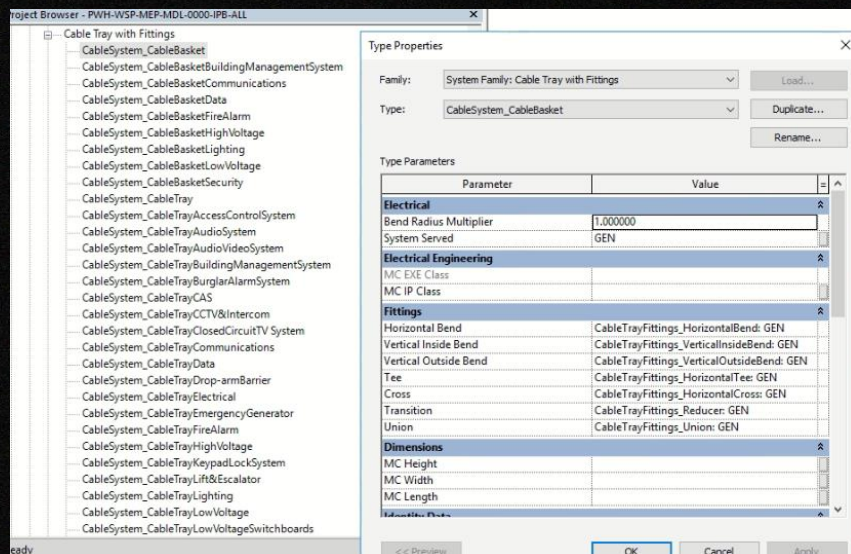 Project Browser - PWH-WSP-MEP-MDL-0000-IPB-ALL
Cable Tray with Fittings
CableSystem_CableBasket
CableSystem_CableBasketBuildingManagementSystem
CableSystem_CableBasketCommunications
CableSystem_CableBasketData
CableSystem_CableBasketFireAlarm
CableSystem_CableBasketHighVoltage
CableSystem_CableBasketLighting
CableSystem_CableBasketLowVoltage
CableSystem_CableBasketSecurity
CableSystem_CableTray
CableSystem_CableTrayAccessControlSystem
CableSystem_CableTrayAudioSystem
CableSystem_CableTrayAudioVideoSystem
CableSystem_CableTrayBuildingManagementSystem
CableSystem_CableTrayBurglarAlarmSystem
CableSystem_CableTrayCAS
CableSystem_CableTrayCCTV&Intercom
CableSystem_CableTrayClosedCircuitTV System
CableSystem_CableTrayCommunications
CableSystem_CableTrayData
CableSystem_CableTrayDrop-armBarrier
CableSystem_CableTrayElectrical
CableSystem_CableTrayEmergencyGenerator
CableSystem_CableTrayFireAlarm
CableSystem_CableTrayHighVoltage
CableSystem_CableTrayKeypadLockSystem
CableSystem_CableTrayLift&Escalator
CableSystem_CableTrayLighting
CableSystem_CableTrayLowVoltage
CableSystem_CableTrayLowVoltageSwitchboards
eady
Type Properties
Family: System Family: Cable Tray with Fittings Load...
Type: CableSystem_CableBasket Duplicate...
Rename...
Type Parameters
Parameter Value =
Electrical
Bend Radius Multiplier 1.000000
System Served GEN
Electrical Engineering
MC EXE Class
MC IP Class
Fittings
Horizontal Bend CableTrayFittings_HorizontalBend: GEN
Vertical Inside Bend CableTrayFittings_VerticalInsideBend: GEN
Vertical Outside Bend CableTrayFittings_VerticalOutsideBend: GEN
Tee CableTrayFittings_HorizontalTee: GEN
Cross CableTrayFittings_HorizontalCross: GEN
Transition CableTrayFittings_Reducer: GEN
Union CableTrayFittings_Union: GEN
Dimensions
MC Height
MC Width
MC Length
Identity Data
<< Preview OK Cancel Apply